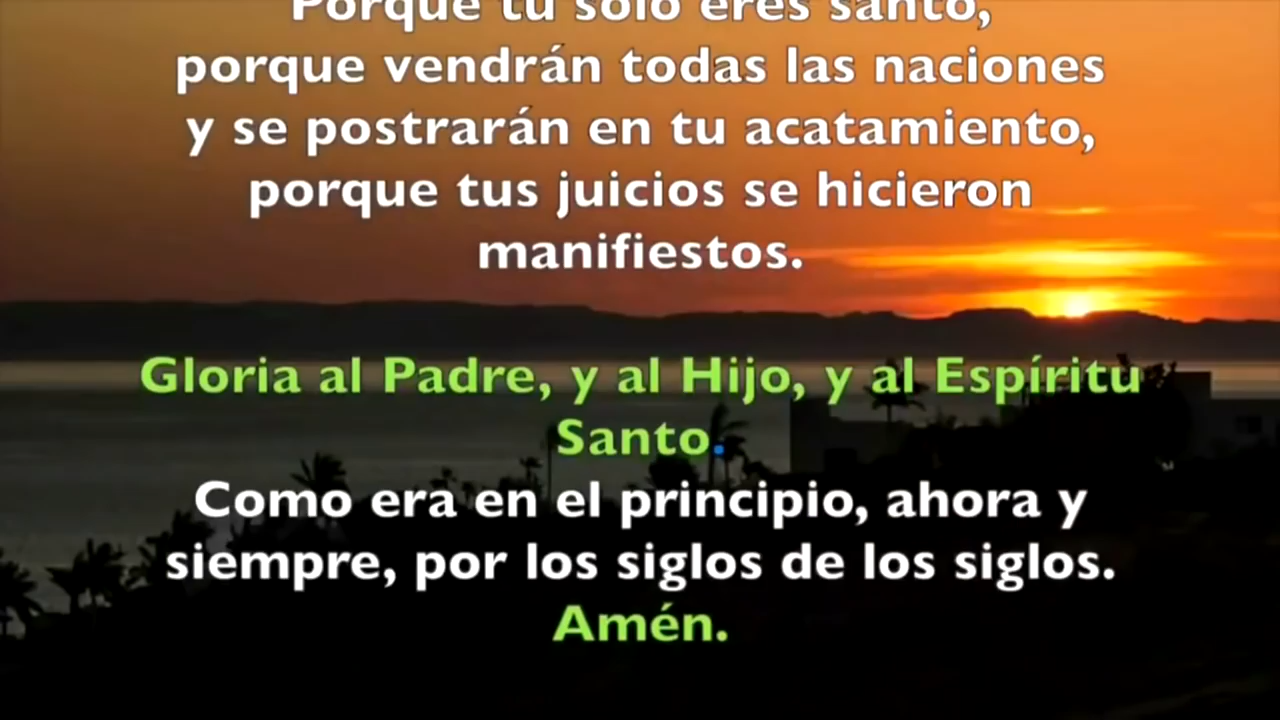 Porque tú solo eres santo,
porque vendrán todas las naciones
y se postrarán en tu acatamiento,
porque tus juicios se hicieron
manifiestos.
Gloria al Padre, y al Hijo, y al Espíritu
Santo.
Como era en el principio, ahora y
siempre, por los siglos de los siglos.
Amén.